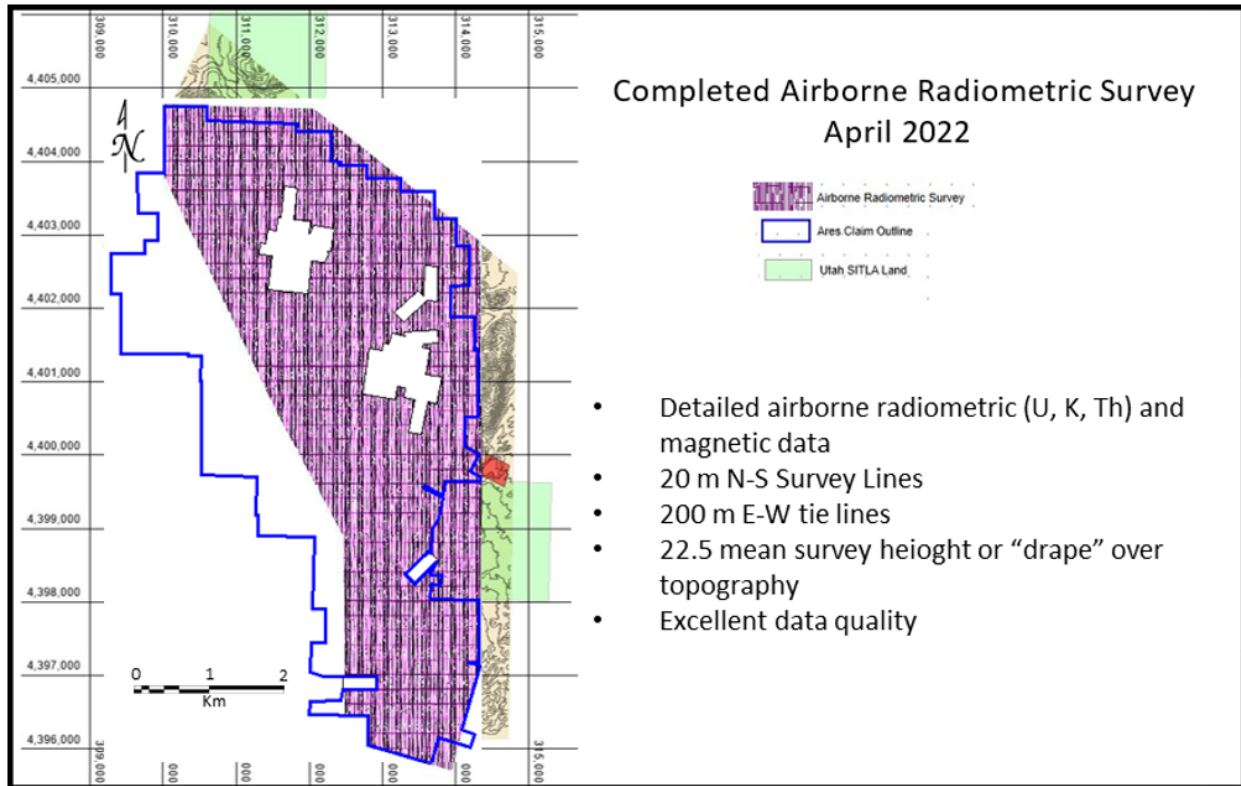 309,000
310,000
311,000
312,000
313,000
314,000
315,000
4,405,000
4,404,000
4,403,000
4,402,000
4,401,000
4,400,000
4,399,000
4,398,000
4,397,000
4,396,000
N
0 1 2
Km
309,000
315,000
Completed Airborne Radiometric Survey
April 2022
Airborne Radiometric Survey
Ares Claim Outline
Utah SITLA Land
• Detailed airborne radiometric (U, K, Th) and
magnetic data
• 20 m N-S Survey Lines
• 200 m E-W tie lines
• 22.5 mean survey heioght or “drape” over
topography
• Excellent data quality